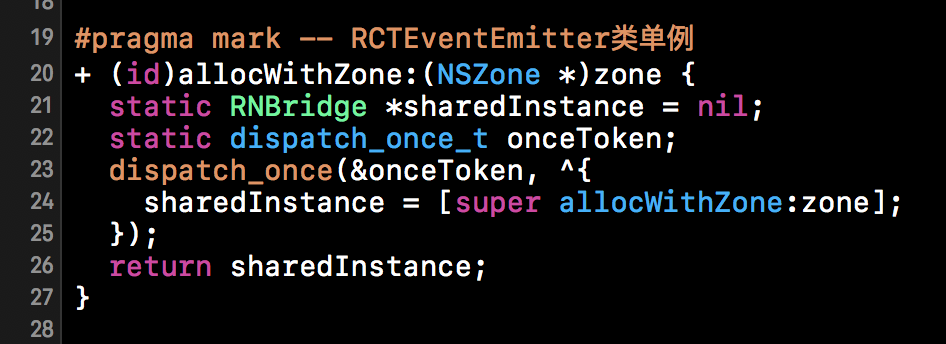 18
19 #pragma mark -- RCTEventEmitter类单例
20 + (id)allocWithZone:(NSZone *)zone {
21   static RNBridge *sharedInstance = nil;
22   static dispatch_once_t onceToken;
23   dispatch_once(&onceToken, ^{
24     sharedInstance = [super allocWithZone:zone];
25   });
26   return sharedInstance;
27 }
28